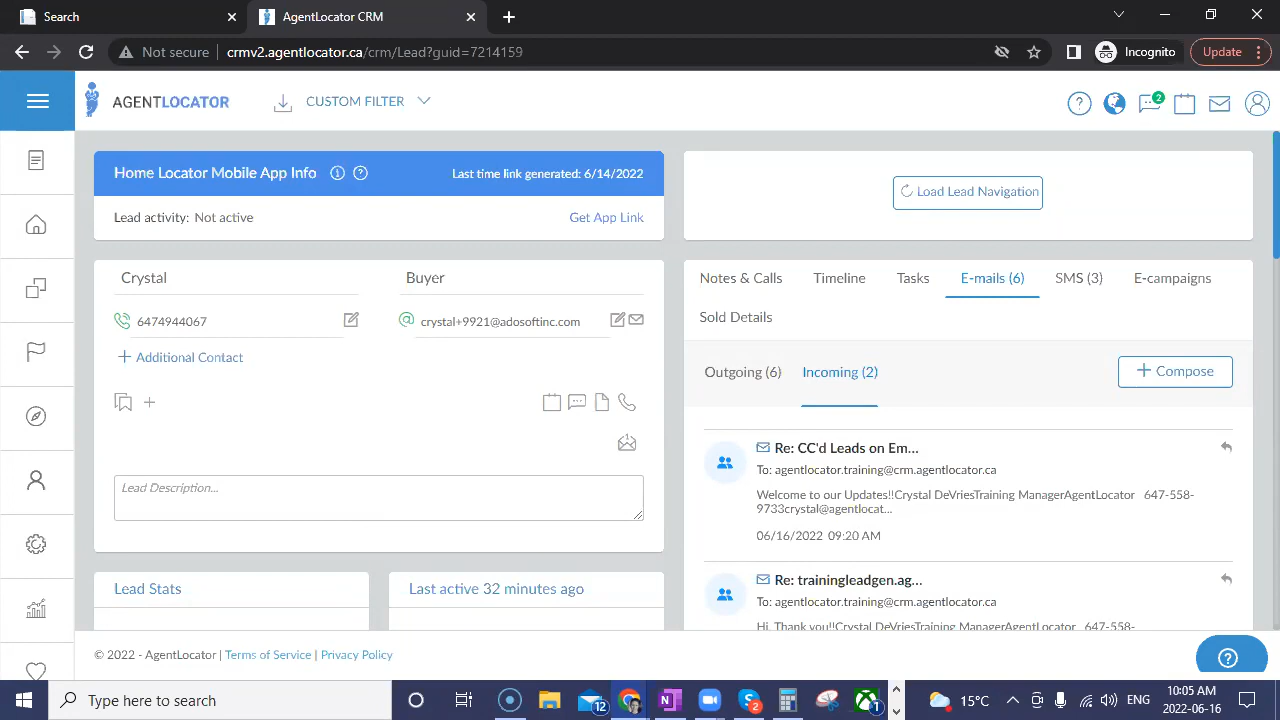 Search
AgentLocator CRM
Not secure
crmv2.agentlocator.ca/crm/Lead?guid=7214159
Incognito
Update
AGENTLOCATOR
CUSTOM FILTER
2
Home Locator Mobile App Info
Last time link generated: 6/14/2022
Lead activity: Not active
Get App Link
Load Lead Navigation
Crystal
Buyer
6474944067
crystal+9921@adosoftinc.com
Additional Contact
Lead Description...
Notes & Calls
Timeline
Tasks
E-mails (6)
SMS (3)
E-campaigns
Sold Details
Outgoing (6)
Incoming (2)
Compose
Re: CC'd Leads on Em...
To: agentlocator.training@crm.agentlocator.ca
Welcome to our Updates!!Crystal DeVriesTraining ManagerAgentLocator 647-558-
9733crystal@agentlocat...
06/16/2022 09:20 AM
Re: trainingleadgen.ag...
To: agentlocator.training@crm.agentlocator.ca
Hi, Thank you!!Crystal DeVriesTraining ManagerAgentLocator 647-558-
Lead Stats
Last active 32 minutes ago
© 2022 - AgentLocator | Terms of Service | Privacy Policy
Type here to search
12
2
1
15°C
ENG
10:05 AM
2022-06-16